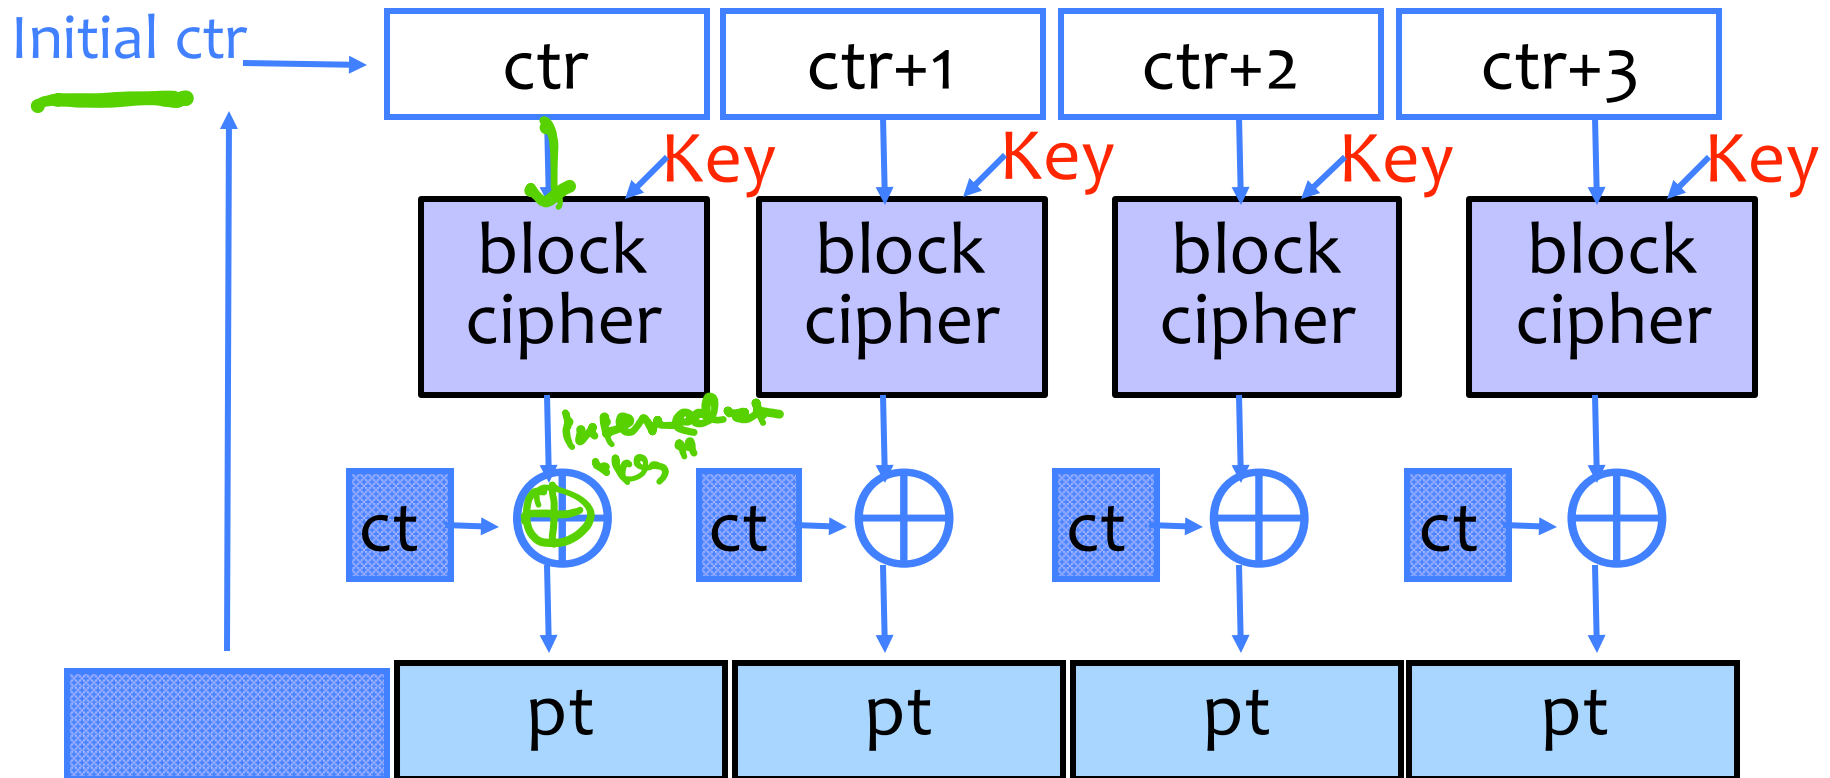 Initial ctr
ctr ctr+1 ctr+2 ctr+3
Key Key Key Key
block cipher
block cipher
block cipher
block cipher
ct ct ct ct
pt pt pt pt